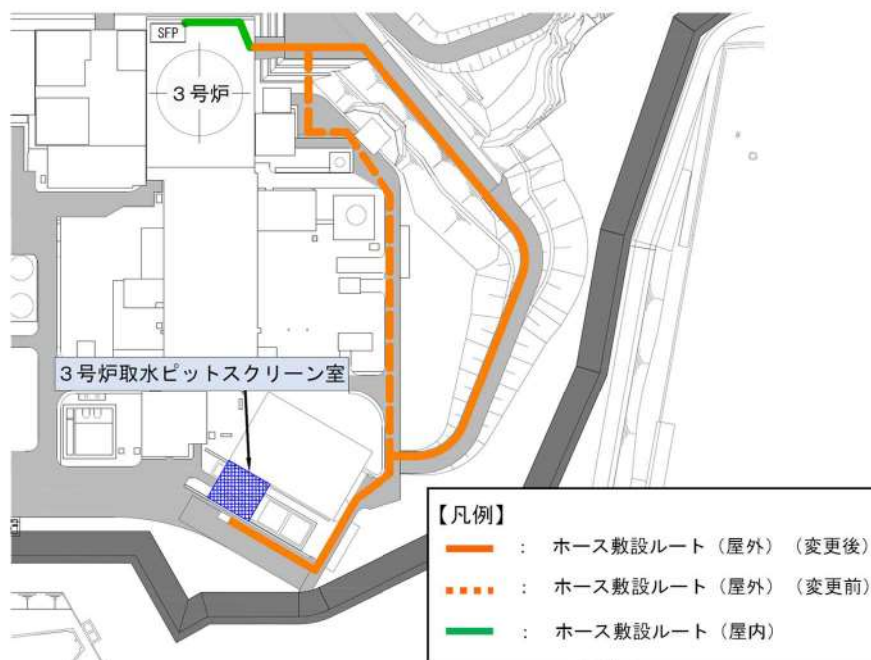 SFP
3号炉
3号炉取水ピットスクリーン室
【凡例】
: ホース敷設ルート(屋外)(変更後)
: ホース敷設ルート(屋外)(変更前)
: ホース敷設ルート(屋内)